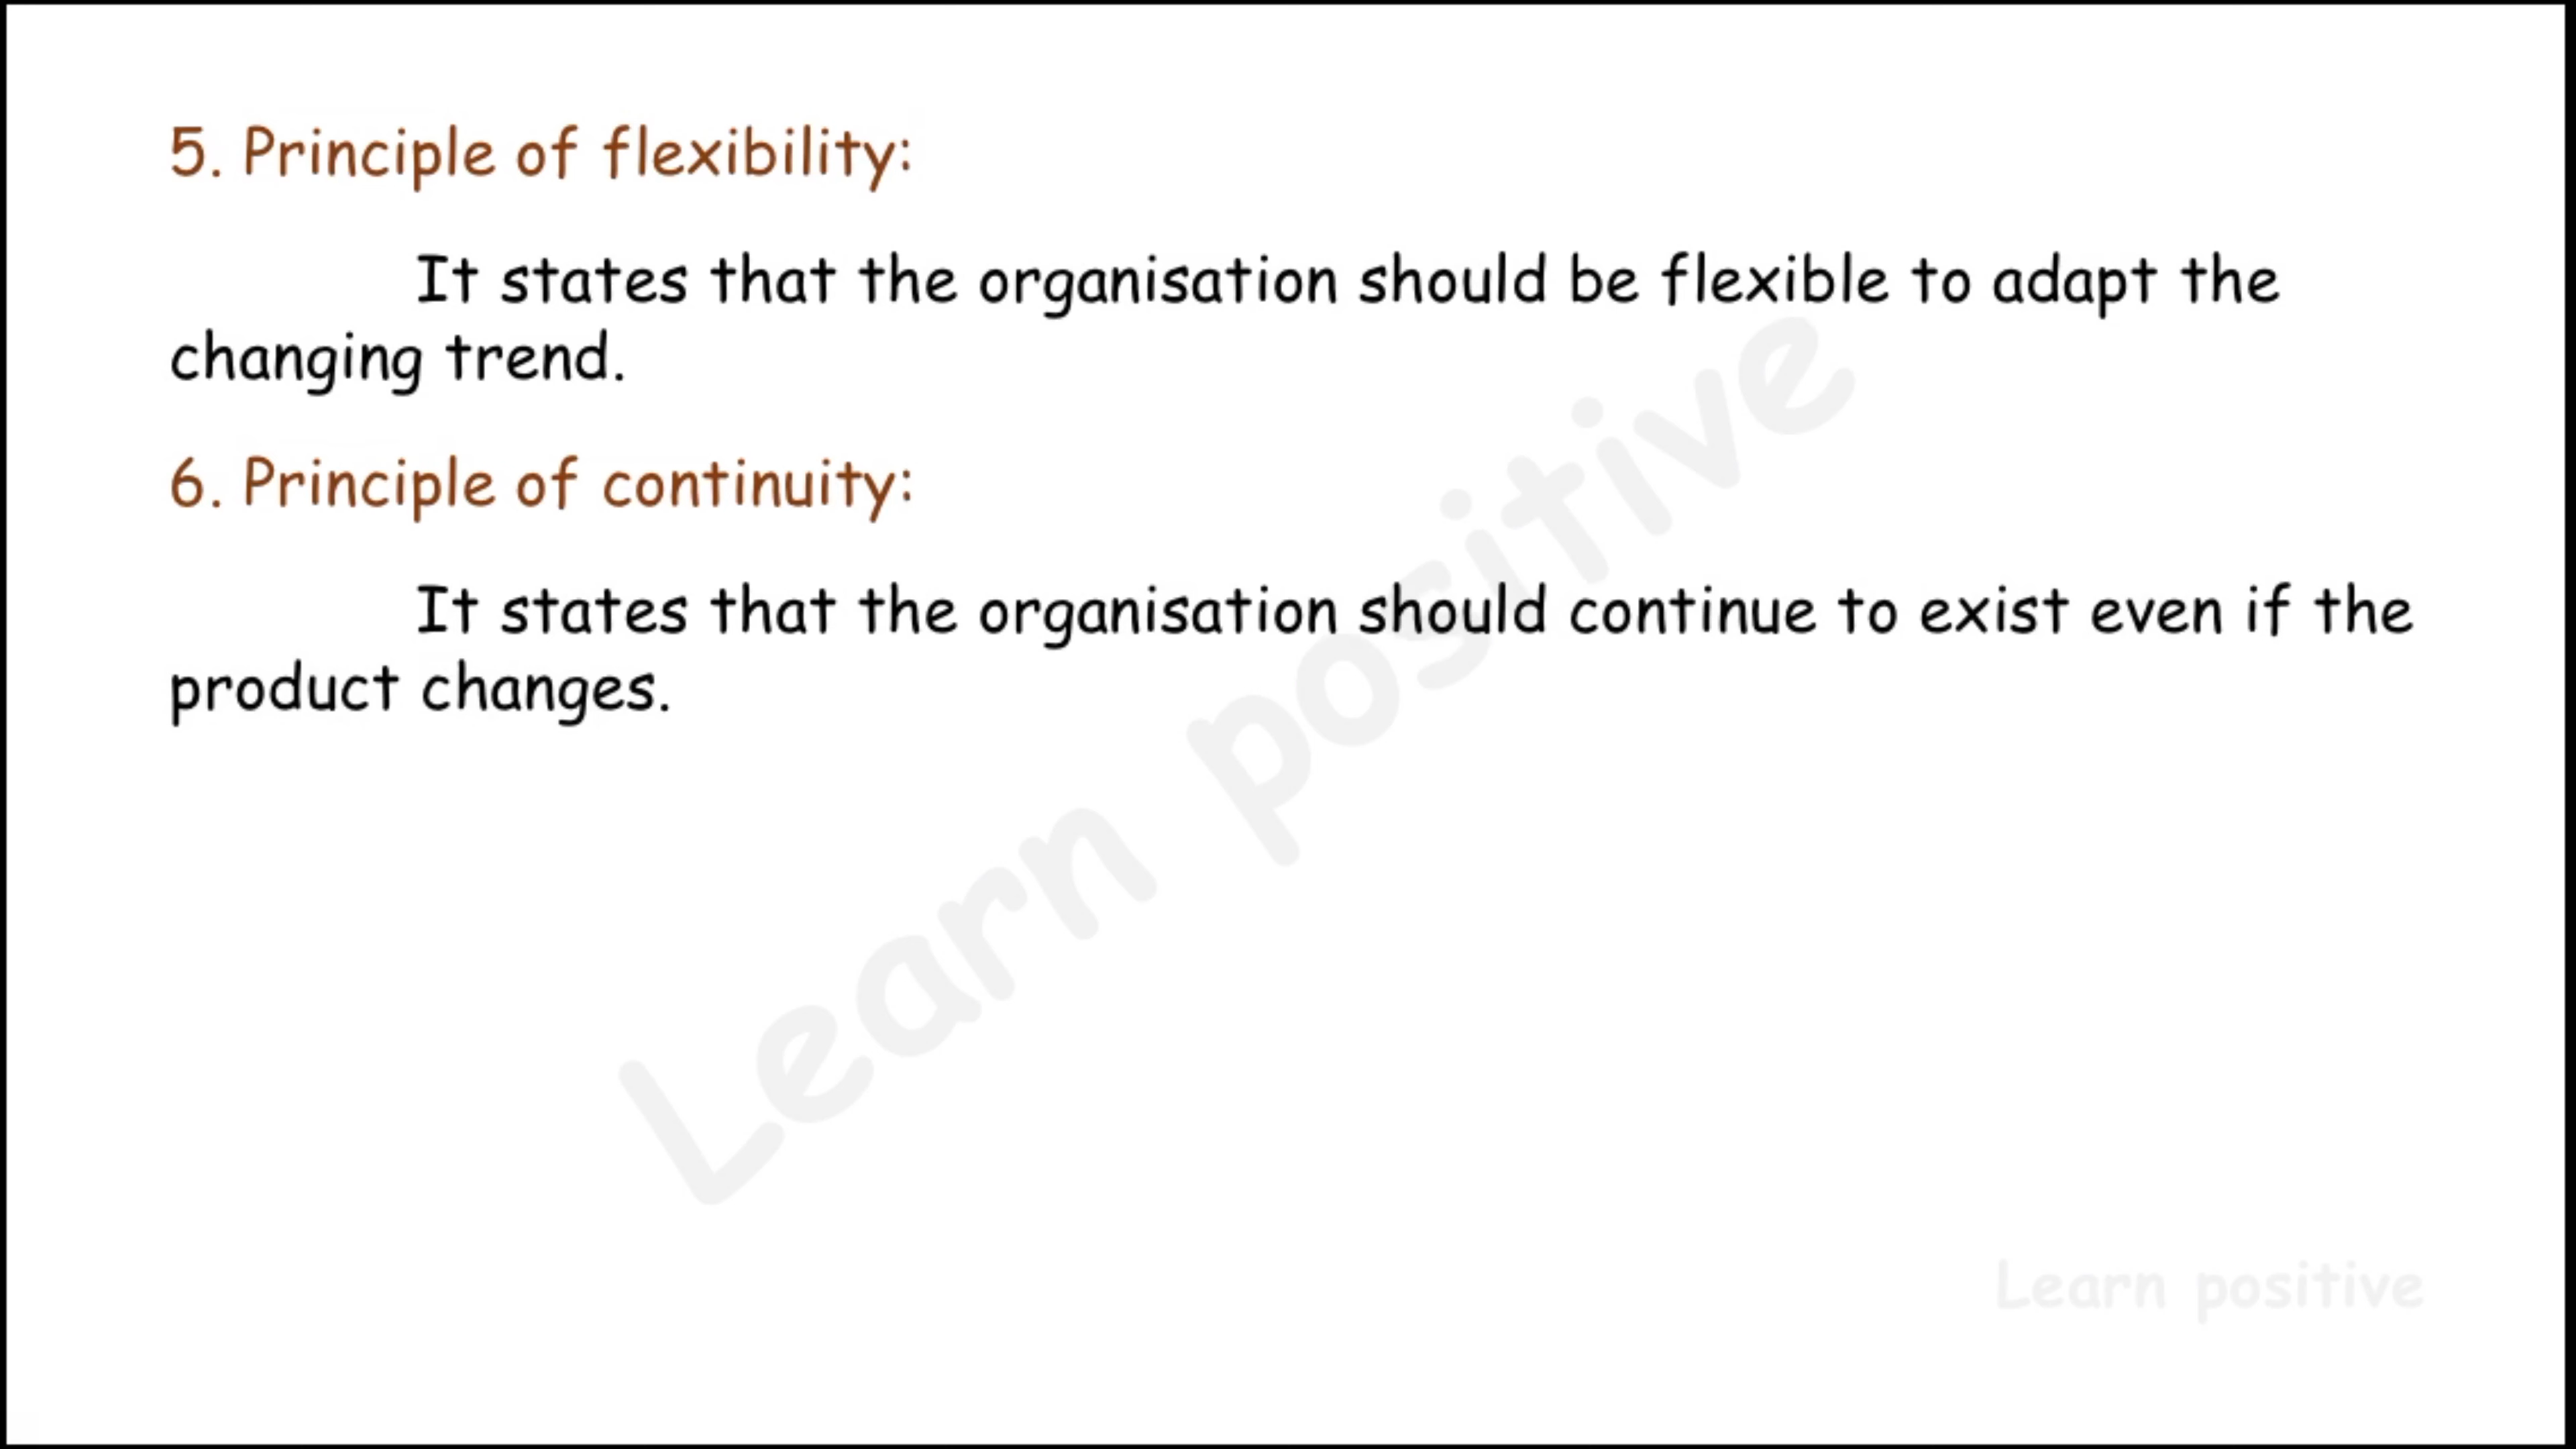 5. Principle of flexibility:
It states that the organisation should be flexible to adapt the
changing trend.
6. Principle of continuity:
It states that the organisation should continue to exist even if the
product changes.
Learn positive
Learn positive